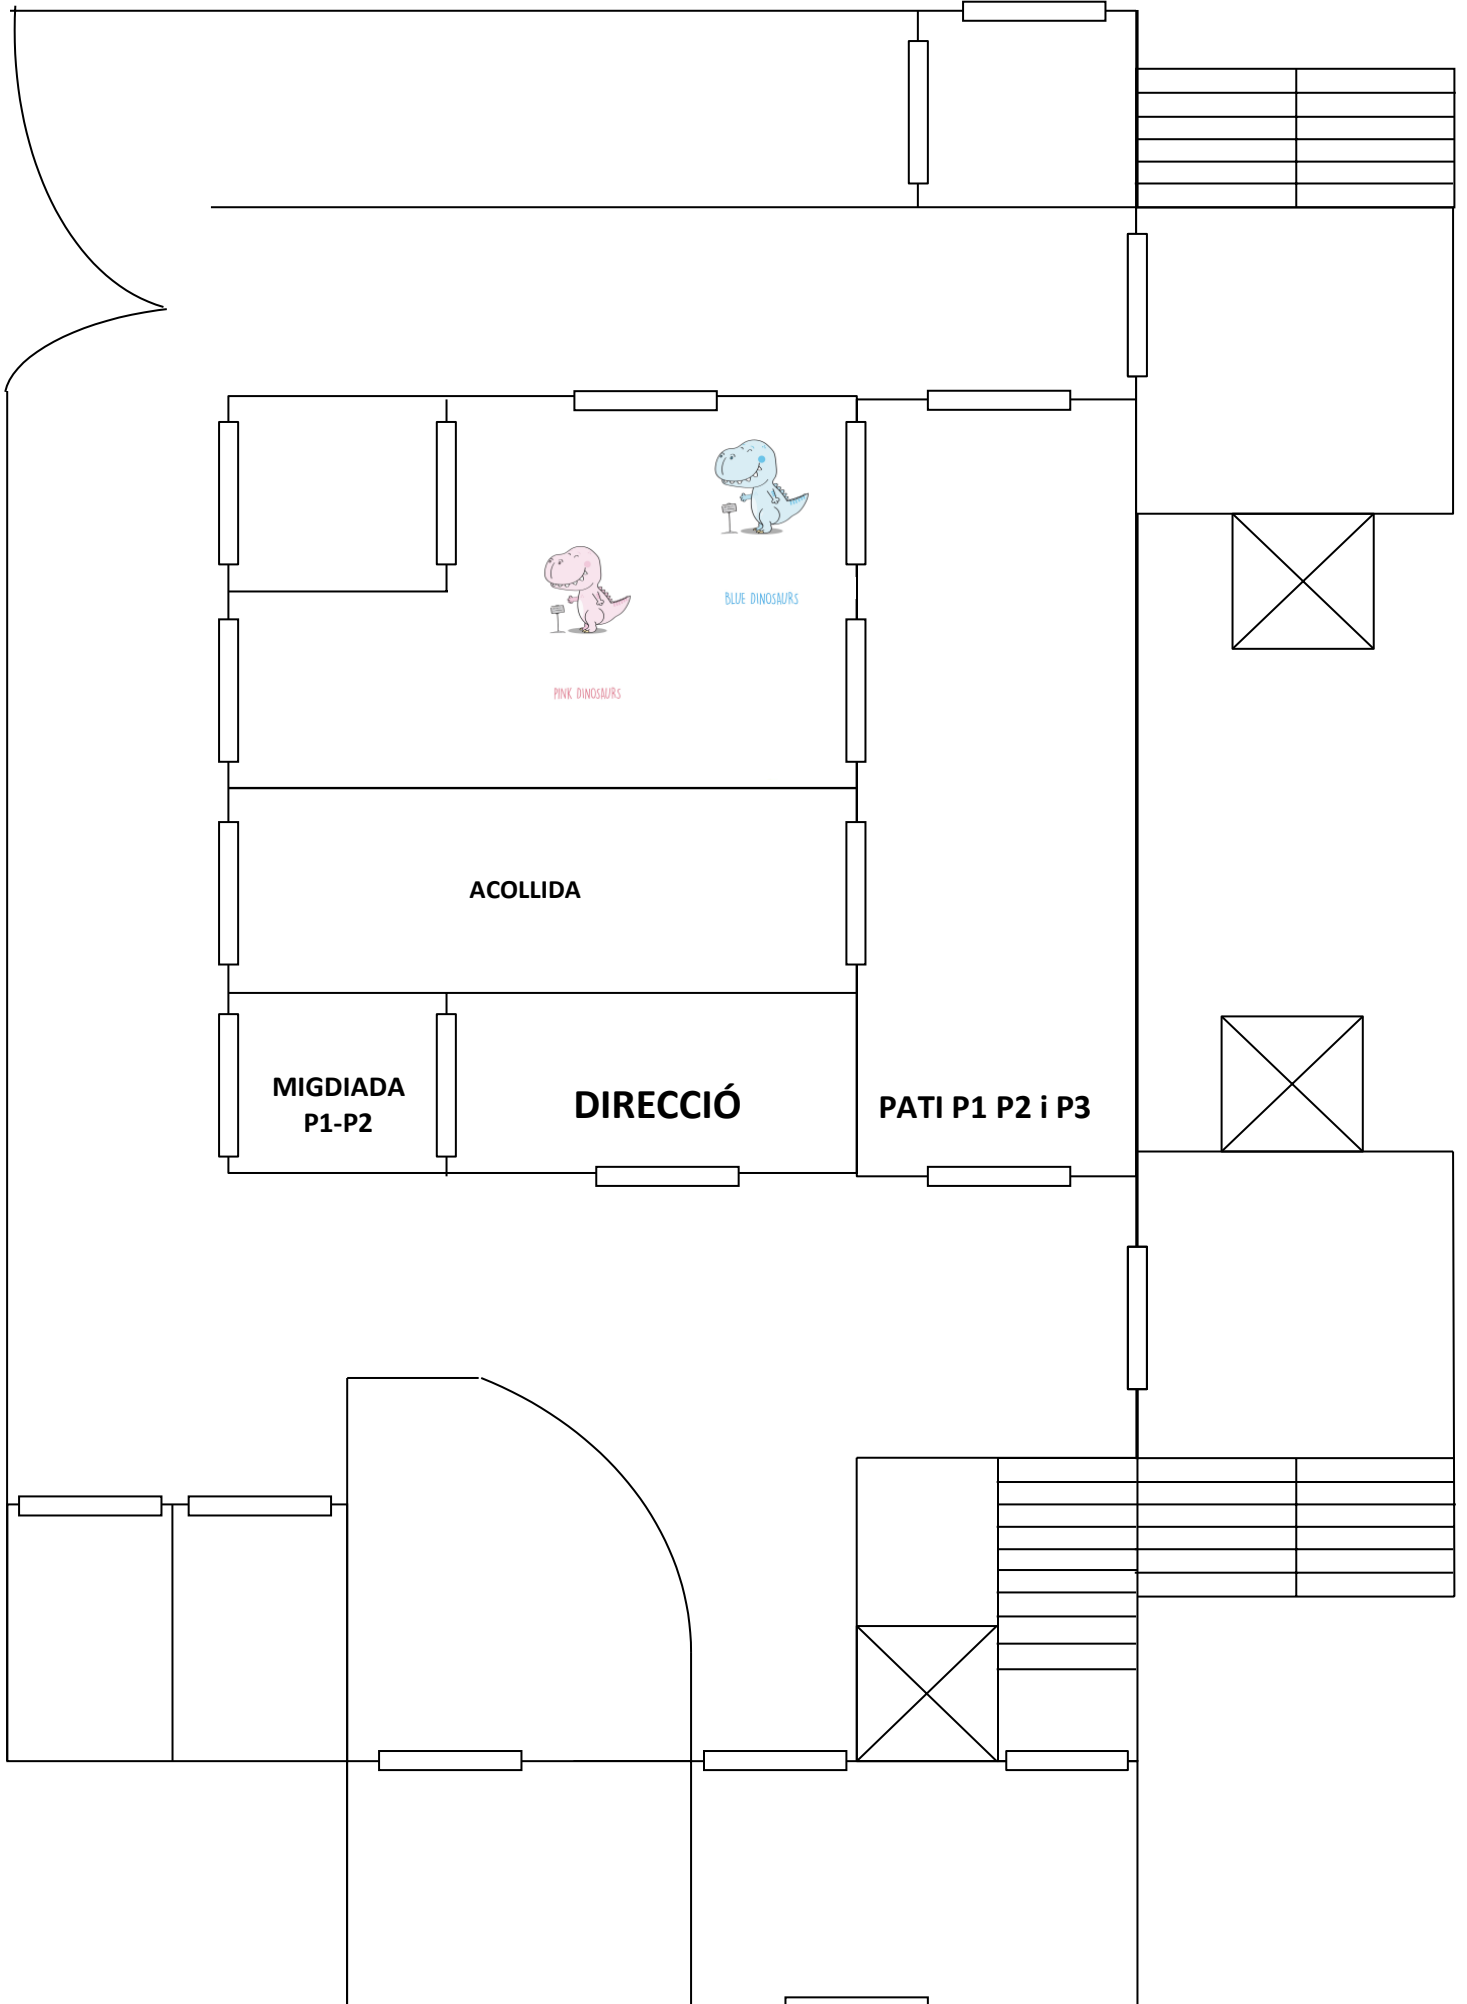 BLUE DINOSAURS
PINK DINOSAURS
ACOLLIDA
MIGDIADA
P1-P2
DIRECCIÓ
PATI P1 P2 i P3